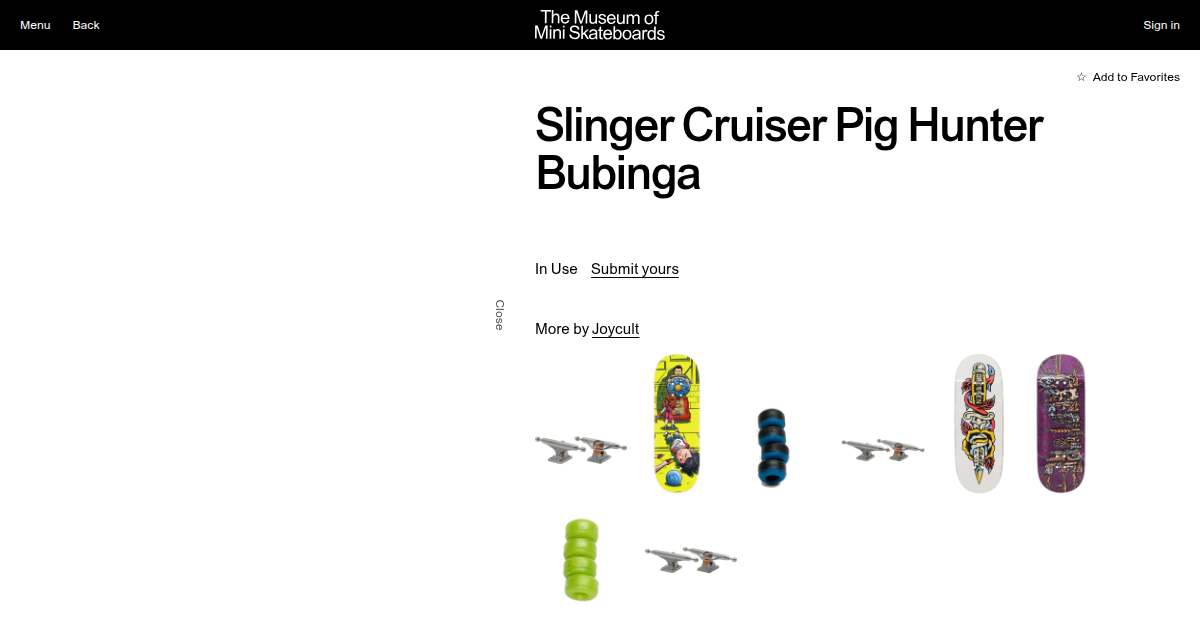 Menu
Back
The Museum of
Mini Skateboards
Sign in
☆ Add to Favorites
Slinger Cruiser Pig Hunter
Bubinga
In Use
Submit yours
Close
More by Joycult